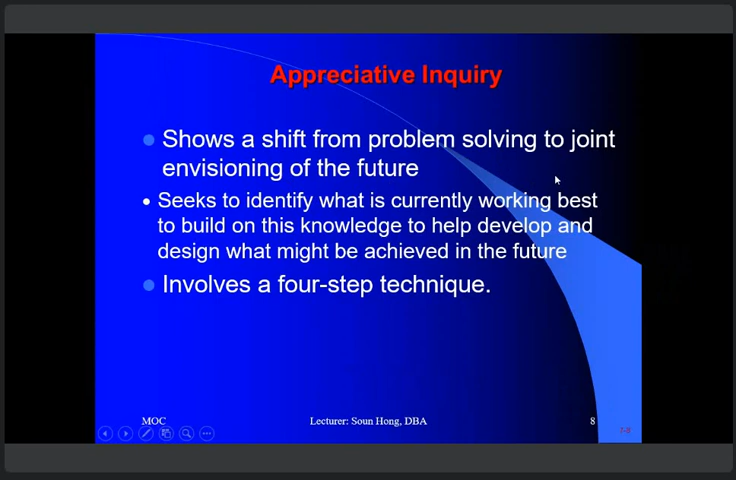 Appreciative Inquiry
Shows a shift from problem solving to joint
envisioning of the future
Seeks to identify what is currently working best
to build on this knowledge to help develop and
design what might be achieved in the future
Involves a four-step technique.
MOC
Lecturer: Soun Hong, DBA
8
7-8